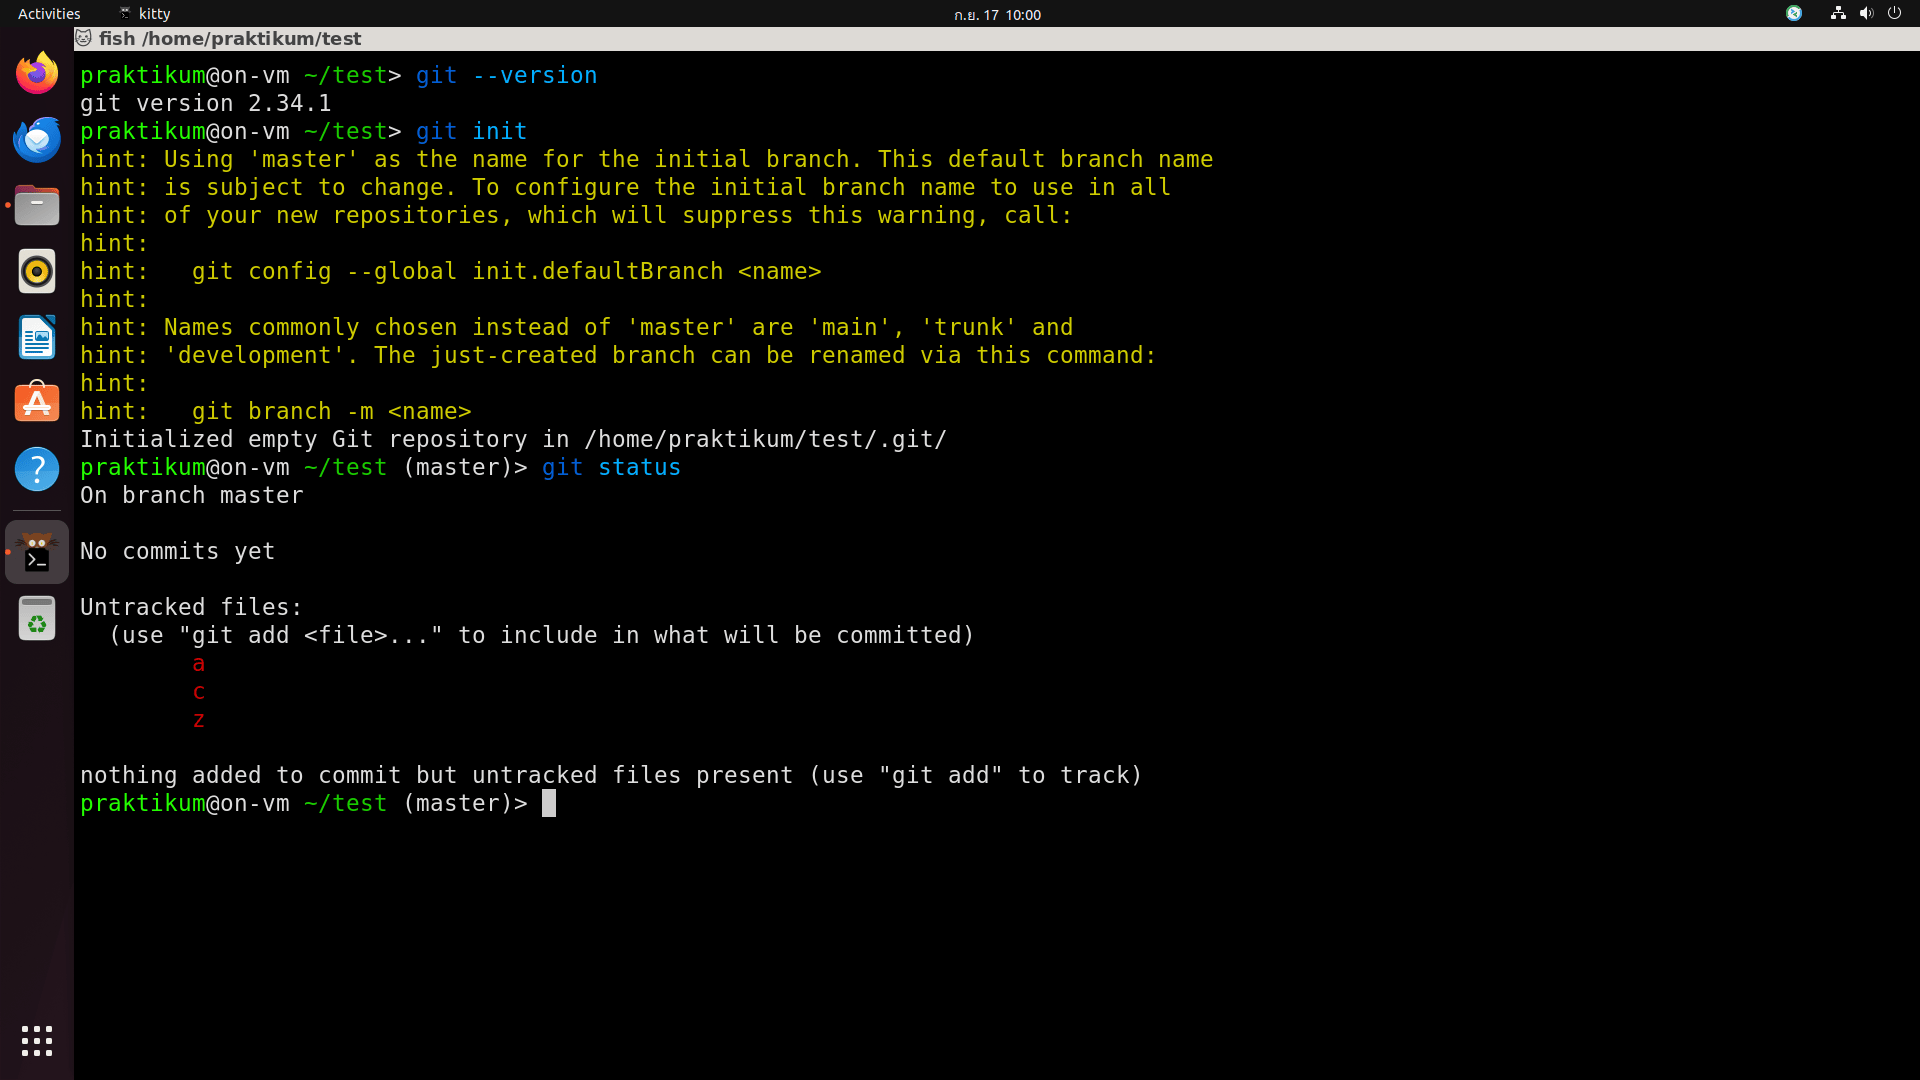 Activities kitty ก.ย. 17 10:00
fish /home/praktikum/test
praktikum@on-vm ~/test> git --version
git version 2.34.1
praktikum@on-vm ~/test> git init
hint: Using 'master' as the name for the initial branch. This default branch name
hint: is subject to change. To configure the initial branch name to use in all
hint: of your new repositories, which will suppress this warning, call:
hint:
hint:   git config --global init.defaultBranch <name>
hint:
hint: Names commonly chosen instead of 'master' are 'main', 'trunk' and
hint: 'development'. The just-created branch can be renamed via this command:
hint:
hint:   git branch -m <name>
Initialized empty Git repository in /home/praktikum/test/.git/
praktikum@on-vm ~/test (master)> git status
On branch master
No commits yet
Untracked files:
  (use "git add <file>..." to include in what will be committed)
        a
        c
        z
nothing added to commit but untracked files present (use "git add" to track)
praktikum@on-vm ~/test (master)>